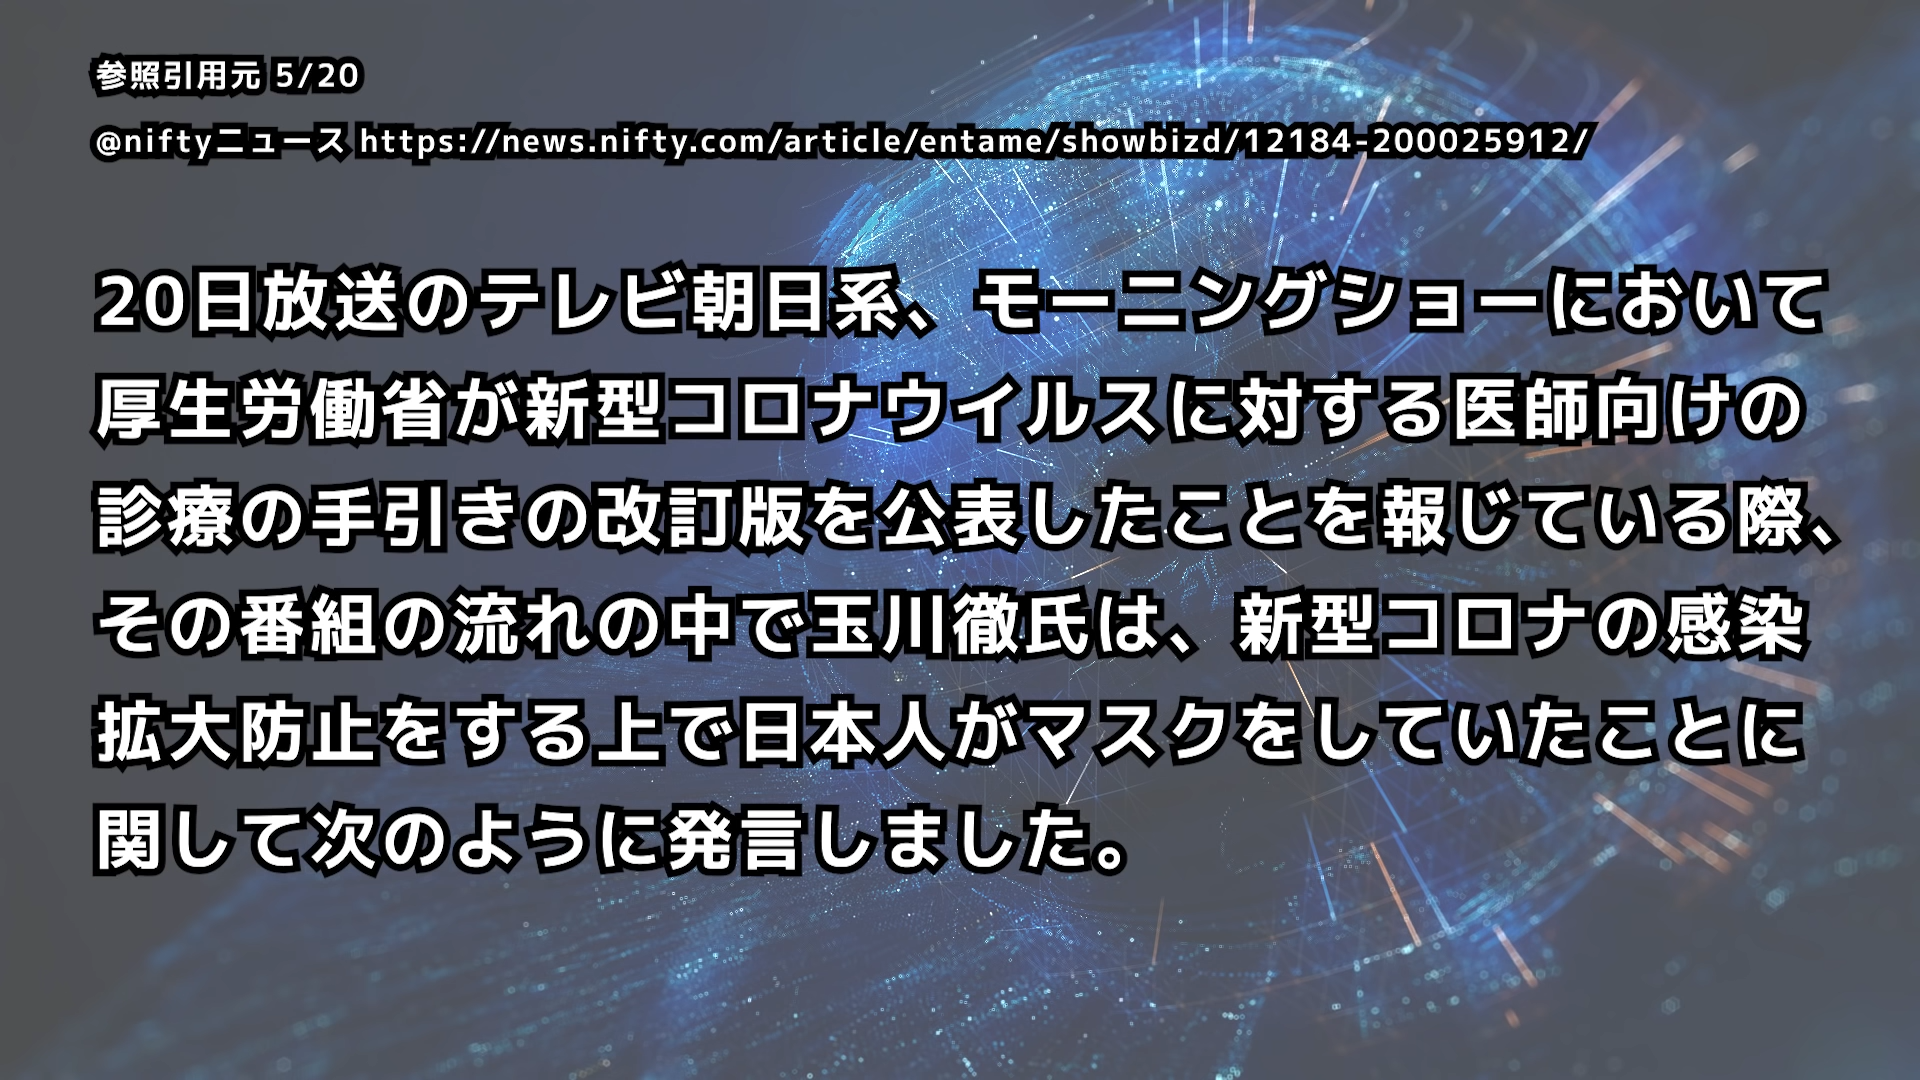 参照引用元 5/20
@niftyニュース https://news.nifty.com/article/entame/showbizd/12184-200025912/
20日放送のテレビ朝日系、モーニングショーにおいて
厚生労働省が新型コロナウイルスに対する医師向けの
診療の手引きの改訂版を公表したことを報じている際、
その番組の流れの中で玉川徹氏は、新型コロナの感染
拡大防止をする上で日本人がマスクをしていたことに
関して次のように発言しました。